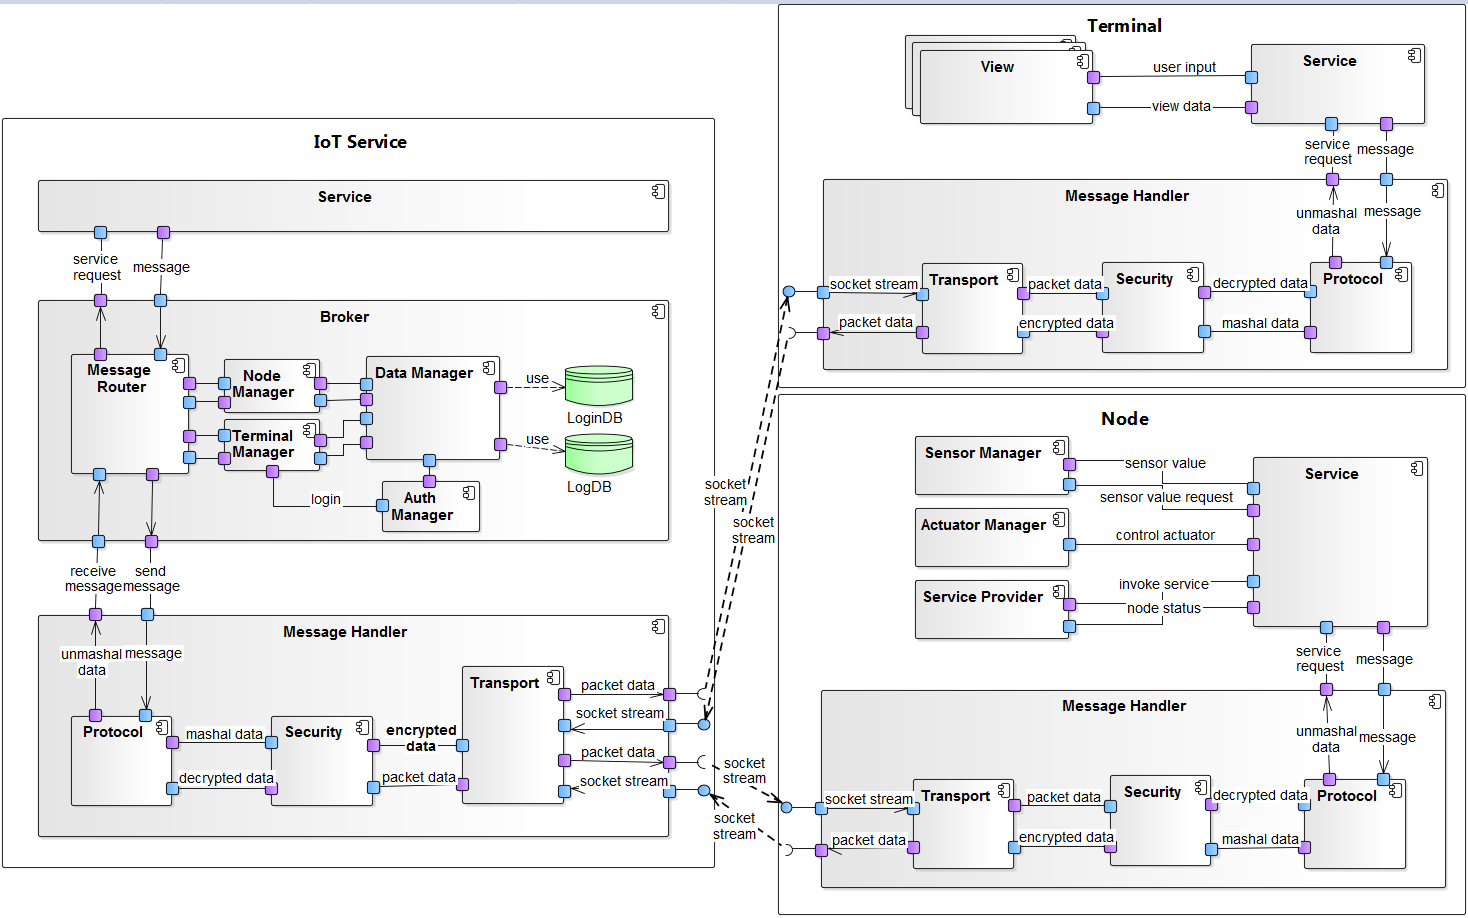 IoT Service
Service
service
request
message
Broker
Message
Router
Node
Manager
Terminal
Manager
Data Manager
use
LoginDB
use
LogDB
login
Auth
Manager
receive
message
send
message
Message Handler
unmashal
data
message
Protocol
mashal data
decrypted data
Security
encrypted
data
packet data
Transport
packet data
socket stream
packet data
socket stream
socket
stream
socket
stream
socket
stream
socket
stream
Terminal
View
user input
view data
Service
service
request
message
Message Handler
unmashal
data
message
socket stream
packet data
Transport
packet data
encrypted data
Security
decrypted data
mashal data
Protocol
Node
Sensor Manager
sensor value
sensor value request
Actuator Manager
control actuator
Service Provider
invoke service
node status
Service
service
request
message
Message Handler
unmashal
data
message
socket stream
packet data
Transport
packet data
encrypted data
Security
decrypted data
mashal data
Protocol